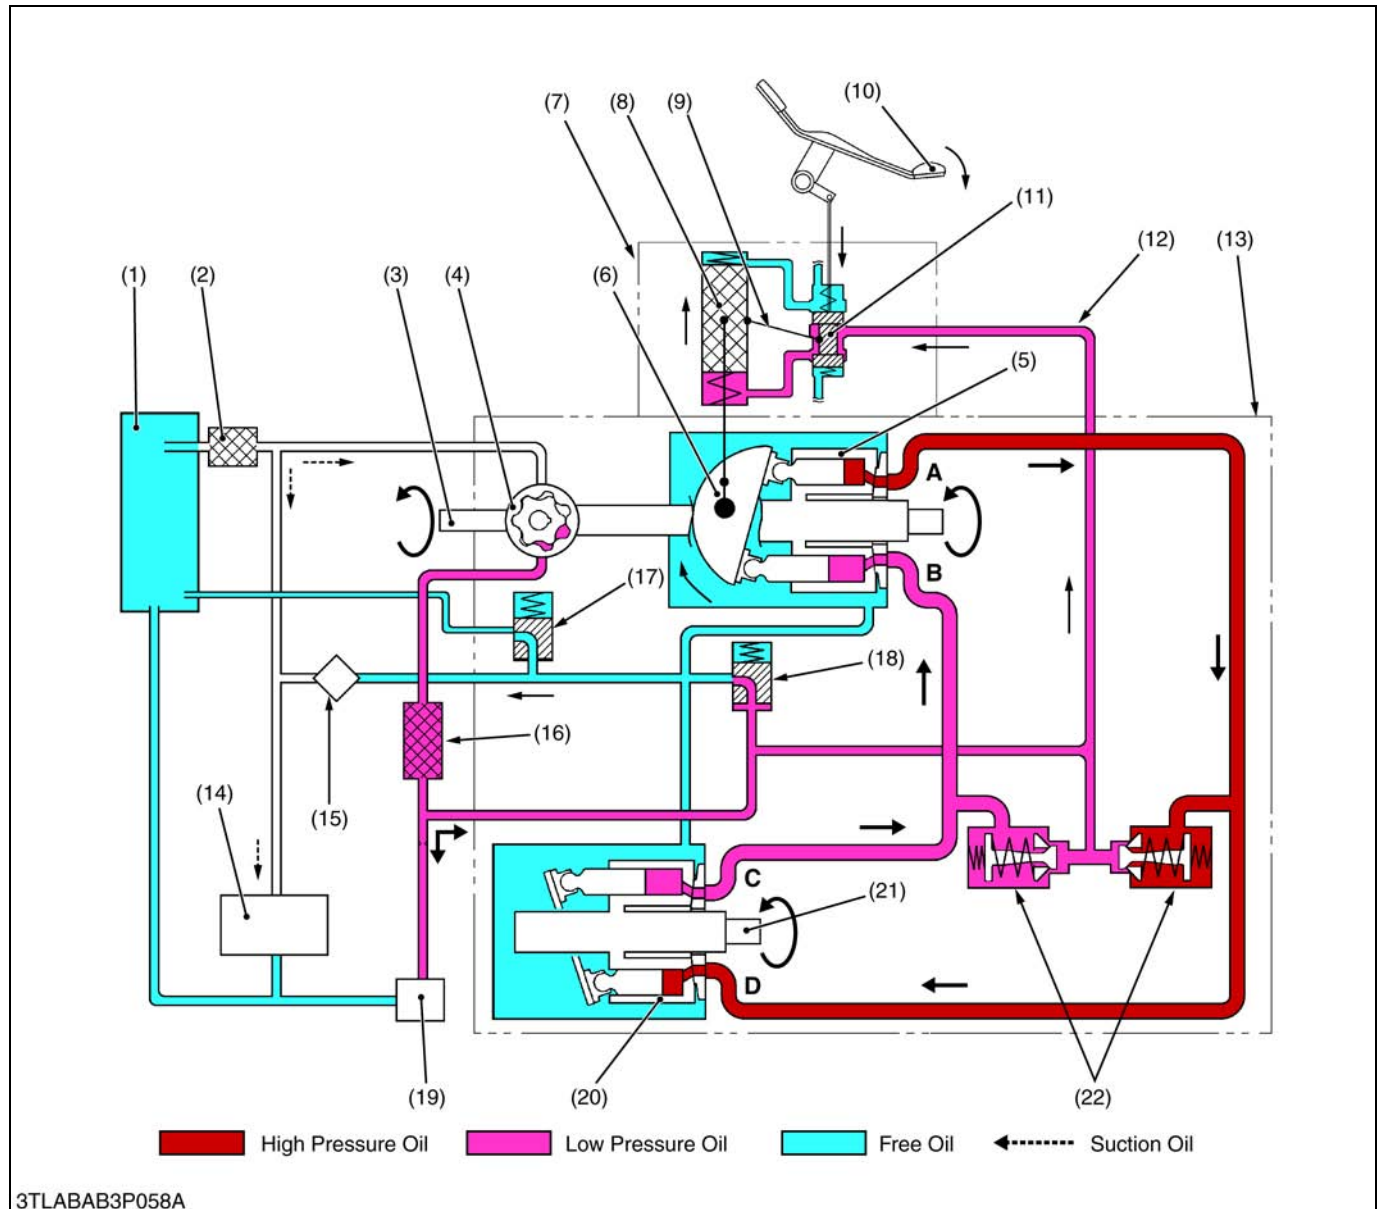 (10)
(7) (8) (9)
(11)
(12) (13)
(1) (2) (3) (4) (6)
(5)
A
B
(17)
(18)
(16)
(14)
(15)
C
(21)
D
(19) (20) (22)
High Pressure Oil Low Pressure Oil Free Oil Suction Oil
3TLABAB3P058A